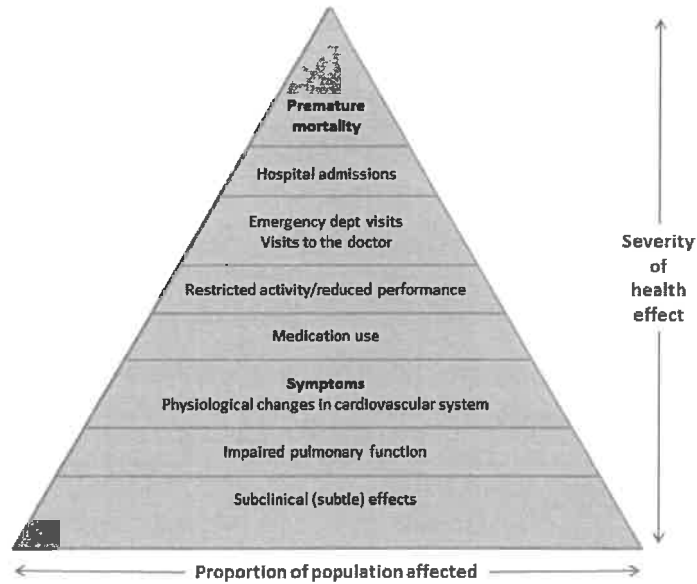 Premature
mortality
Hospital admissions
Emergency dept visits
Visits to the doctor
Restricted activity/reduced performance
Medication use
Symptoms
Physiological changes in cardiovascular system
Impaired pulmonary function
Subclinical (subtle) effects
Severity
of
health
effect
Proportion of population affected